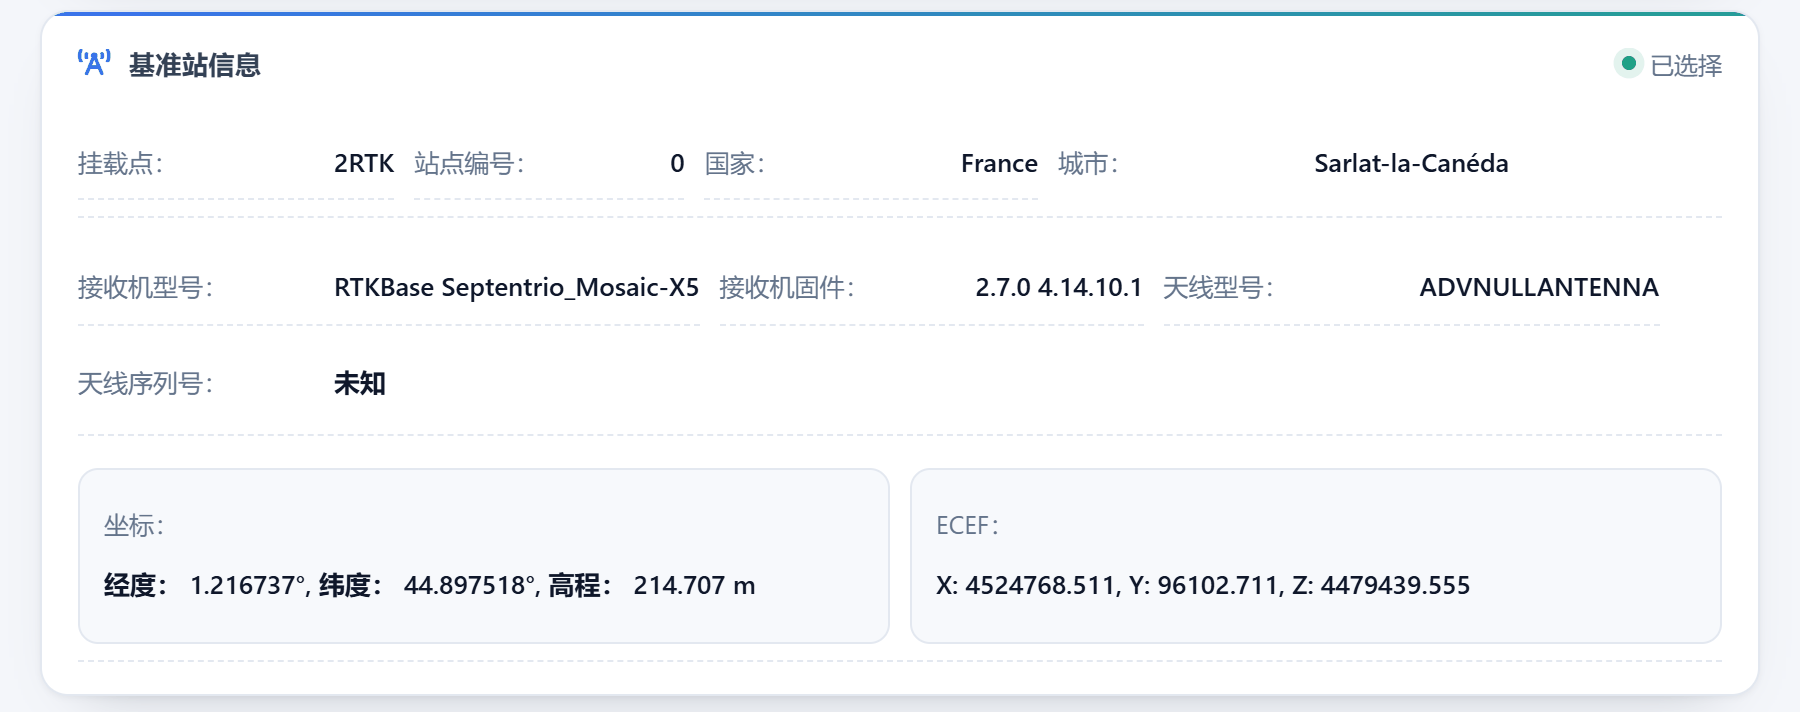 基准站信息 已选择
挂载点: 2RTK 站点编号: 0 国家: France 城市: Sarlat-la-Canéda
接收机型号: RTKBase Septentrio_Mosaic-X5 接收机固件: 2.7.0 4.14.10.1 天线型号: ADVNULLANTENNA
天线序列号: 未知
坐标:
经度: 1.216737°, 纬度: 44.897518°, 高程: 214.707 m
ECEF:
X: 4524768.511, Y: 96102.711, Z: 4479439.555